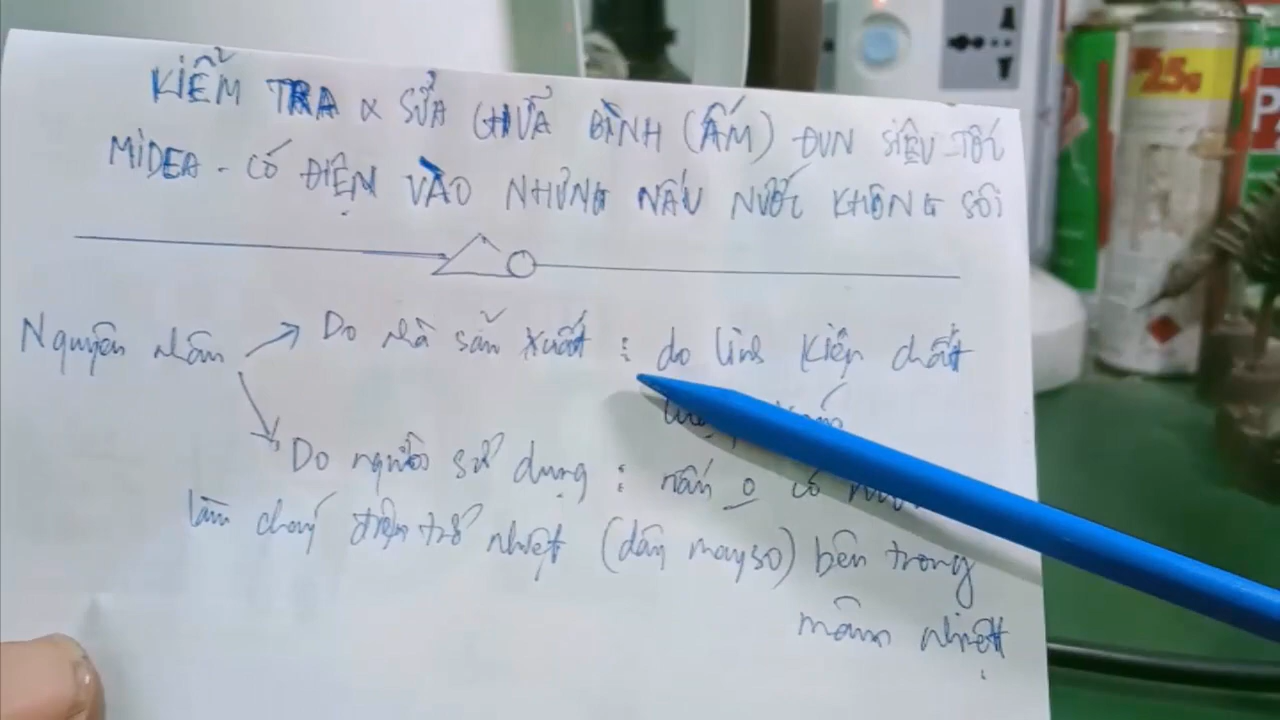 KIỂM TRA & SỬA CHỮA BÌNH (ẤM) ĐUN SIÊU TỐC
MIDEA - CÓ ĐIỆN VÀO NHƯNG NẤU NƯỚC KHÔNG SÔI
Nguyên nhân → Do nhà sản xuất : do linh kiện chất
Do người sử dụng : nấu o có
làm cháy điện trở nhiệt (dây mayso) bên trong
mâm nhiệt
25%